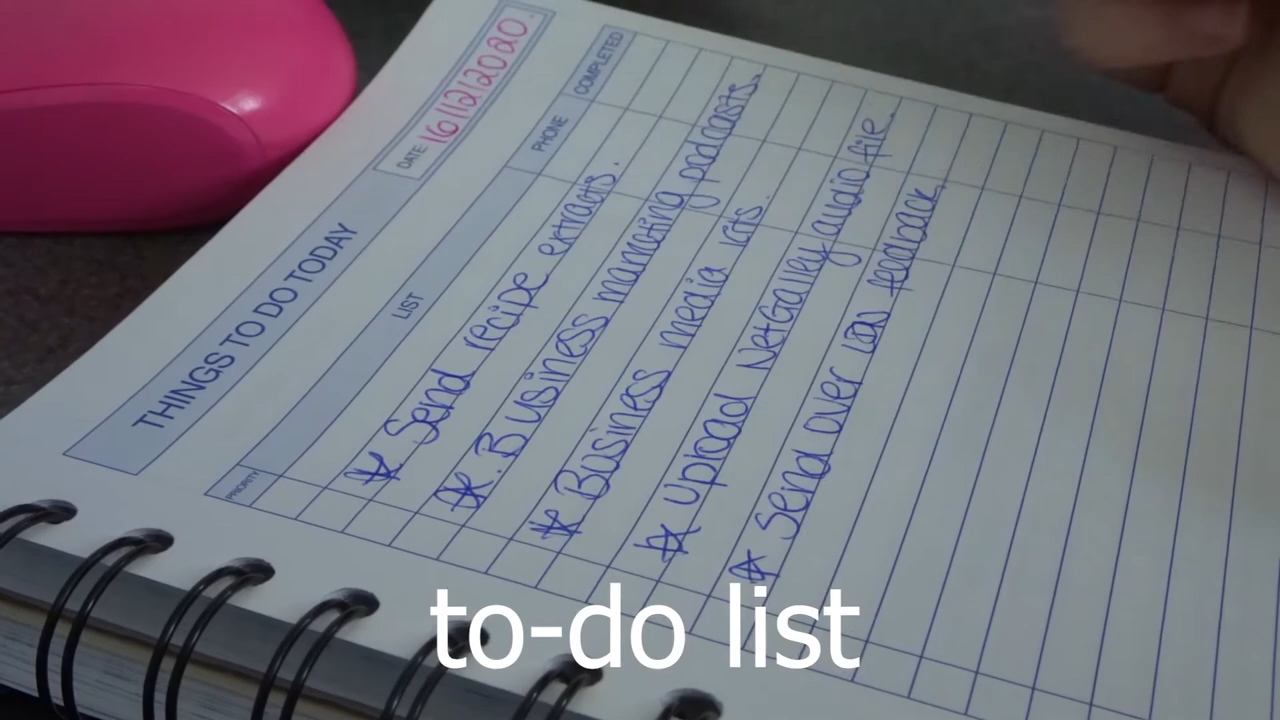 THINGS TO DO TODAY
DATE: 16/12/2020.
PRIORITY LIST PHONE COMPLETED
Send recipe extracts.
Business marketing podcasts.
Business media kits.
Upload NetGalley audio file.
Send over feedback.
to-do list